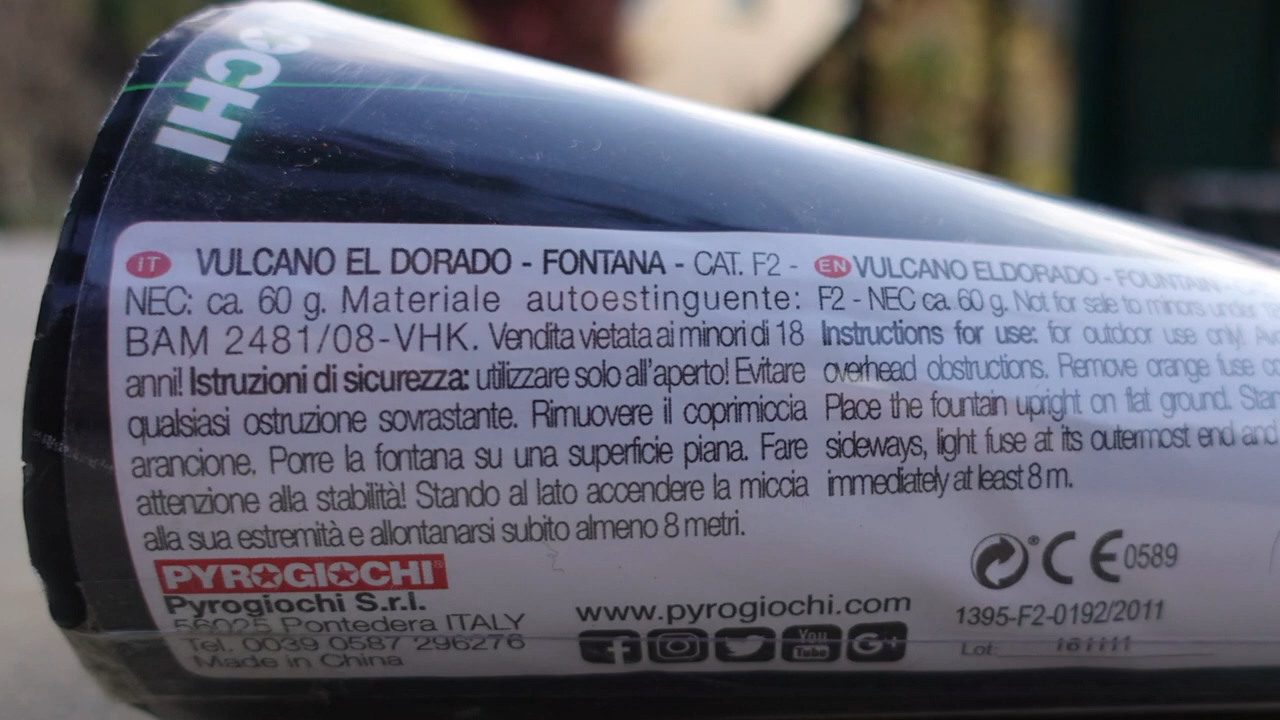 CHI
IT VULCANO EL DORADO - FONTANA - CAT. F2 -
NEC: ca. 60 g. Materiale autoestinguente:
BAM 2481/08-VHK. Vendita vietata ai minori di 18
anni! Istruzioni di sicurezza: utilizzare solo all'aperto! Evitare
qualsiasi ostruzione sovrastante. Rimuovere il coprimiccia
arancione. Porre la fontana su una superficie piana. Fare
attenzione alla stabilità! Stando al lato accendere la miccia
alla sua estremità e allontanarsi subito almeno 8 metri.
EN VULCANO ELDORADO - FOUNTAIN -
F2 - NEC ca. 60 g. Not for sale to minors under
Instructions for use: for outdoor use only!
overhead obstructions. Remove orange fuse
Place the fountain upright on flat ground.
sideways, light fuse at its outermost end and
immediately at least 8 m.
PYROGIOCHI®
Pyrogiochi S.r.l.
56025 Pontedera ITALY
Tel. 0039 0587 296276
Made in China
www.pyrogiochi.com
f
You
Tube
G+
CE 0589
1395-F2-0192/2011
Lot: 161111